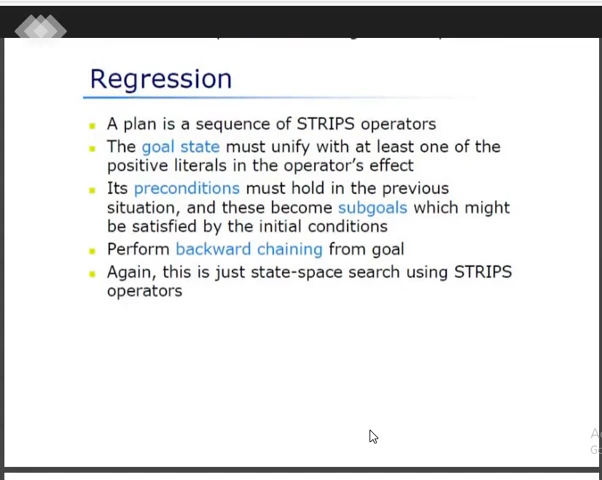 Regression
A plan is a sequence of STRIPS operators
The goal state must unify with at least one of the
positive literals in the operator's effect
Its preconditions must hold in the previous
situation, and these become subgoals which might
be satisfied by the initial conditions
Perform backward chaining from goal
Again, this is just state-space search using STRIPS
operators